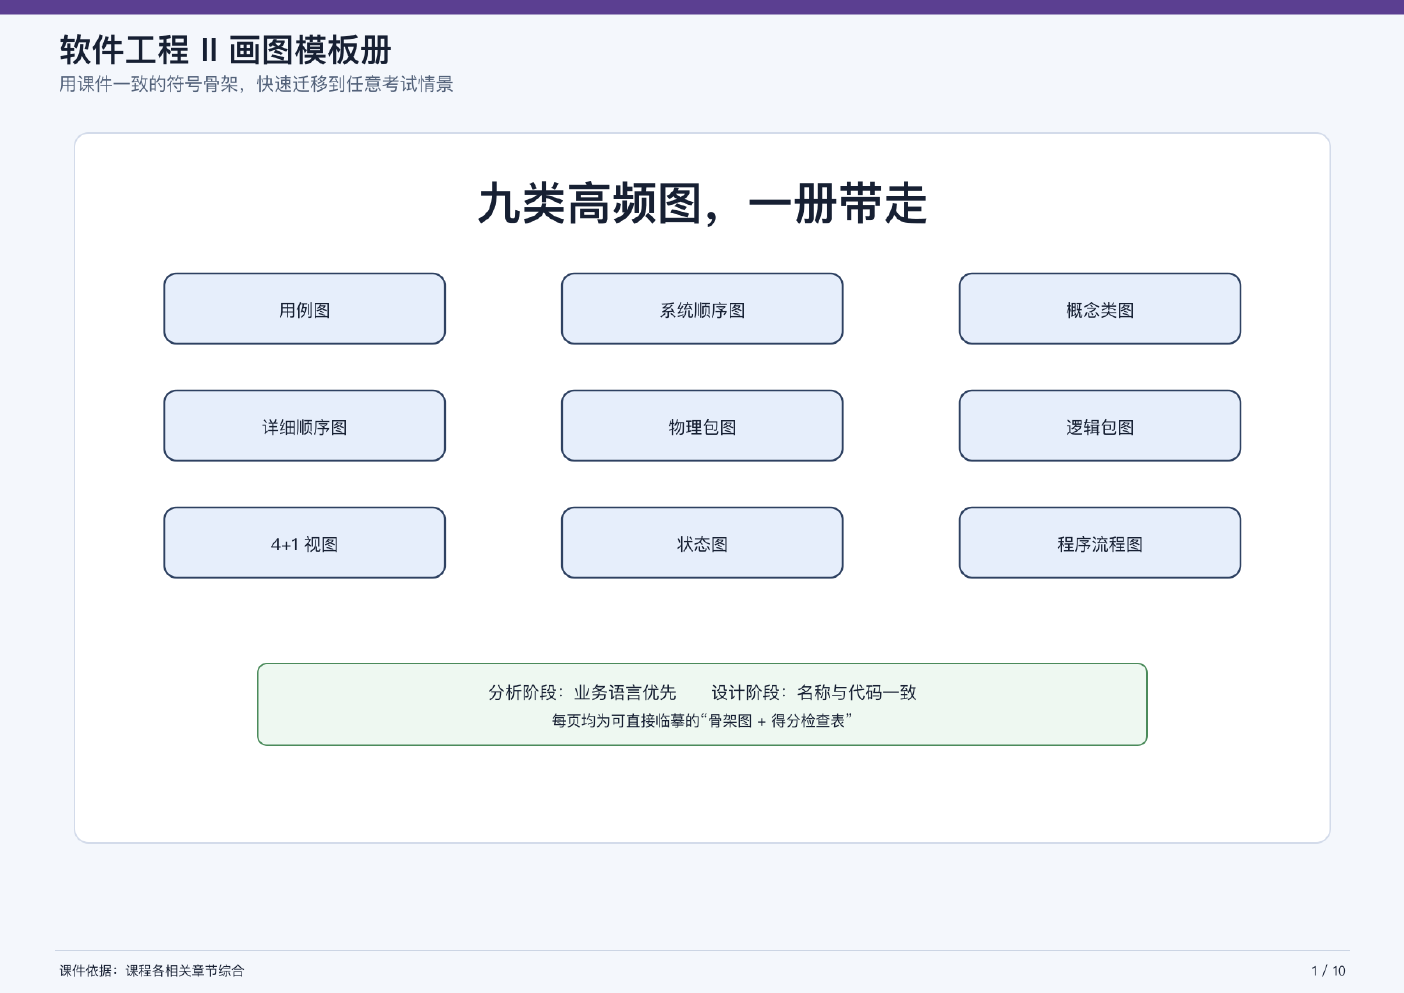 软件工程 II 画图模板册
用课件一致的符号骨架，快速迁移到任意考试情景
九类高频图，一册带走
用例图
系统顺序图
概念类图
详细顺序图
物理包图
逻辑包图
4+1 视图
状态图
程序流程图
分析阶段：业务语言优先　　设计阶段：名称与代码一致
每页均为可直接临摹的“骨架图 + 得分检查表”
课件依据：课程各相关章节综合
1 / 10